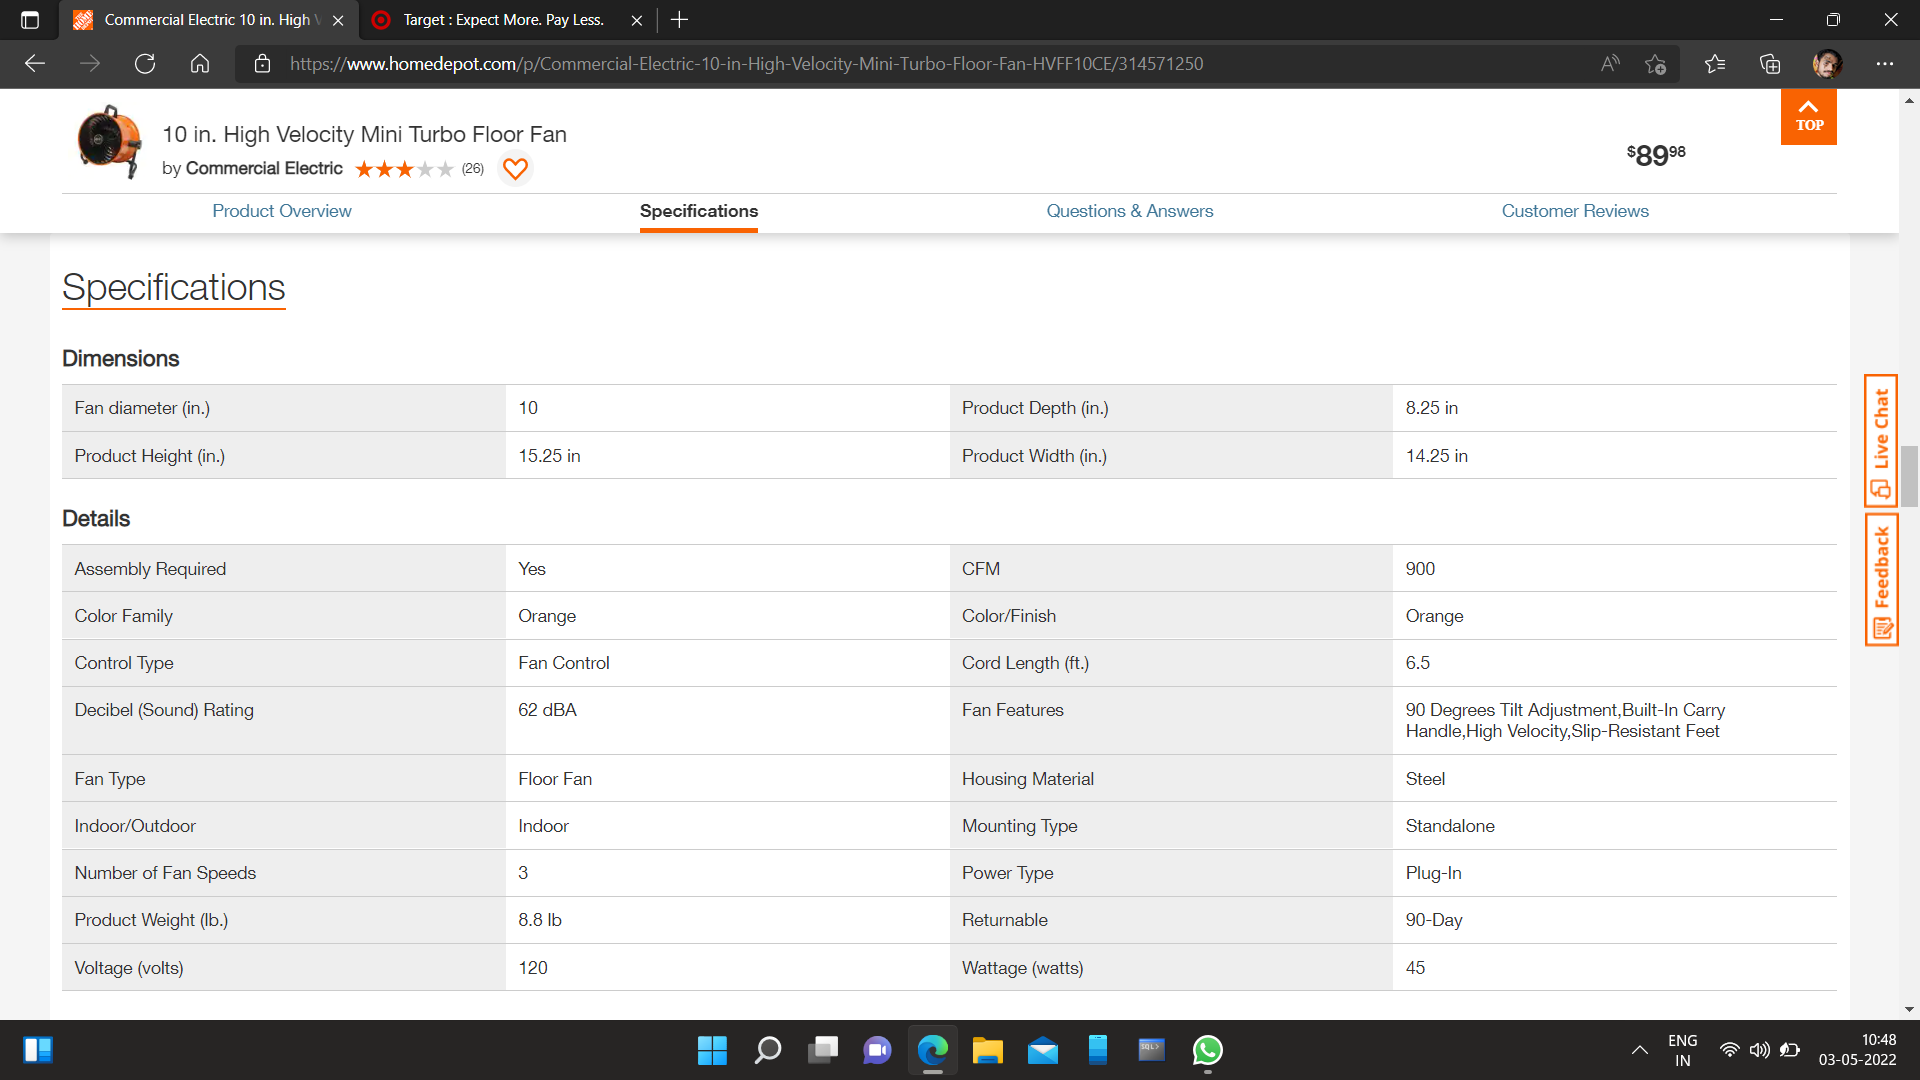 Commercial Electric 10 in. High V
Target : Expect More. Pay Less.
https://www.homedepot.com/p/Commercial-Electric-10-in-High-Velocity-Mini-Turbo-Floor-Fan-HVFF10CE/314571250
10 in. High Velocity Mini Turbo Floor Fan
by Commercial Electric (26)
$89 98
TOP
Product Overview Specifications Questions & Answers Customer Reviews
Specifications
Dimensions
Fan diameter (in.) 10 Product Depth (in.) 8.25 in
Product Height (in.) 15.25 in Product Width (in.) 14.25 in
Details
Assembly Required Yes CFM 900
Color Family Orange Color/Finish Orange
Control Type Fan Control Cord Length (ft.) 6.5
Decibel (Sound) Rating 62 dBA Fan Features 90 Degrees Tilt Adjustment,Built-In Carry
Handle,High Velocity,Slip-Resistant Feet
Fan Type Floor Fan Housing Material Steel
Indoor/Outdoor Indoor Mounting Type Standalone
Number of Fan Speeds 3 Power Type Plug-In
Product Weight (lb.) 8.8 lb Returnable 90-Day
Voltage (volts) 120 Wattage (watts) 45
Live Chat
Feedback
SQL>
ENG
IN
10:48
03-05-2022